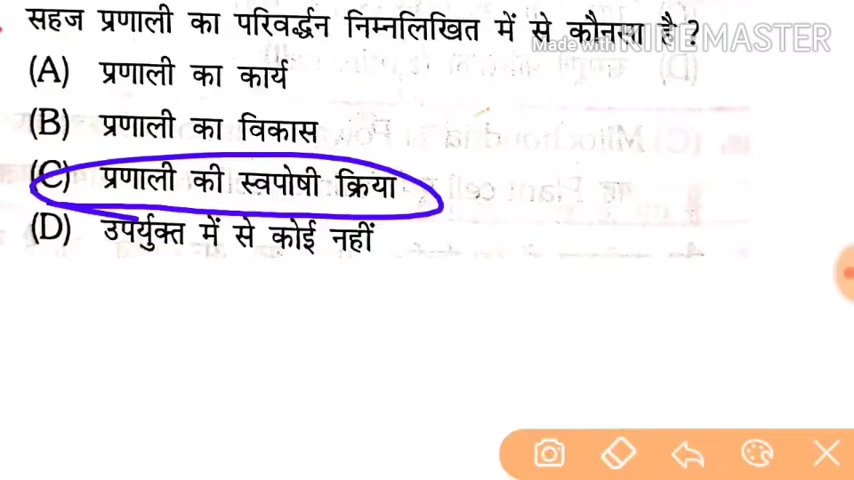 सहज प्रणाली का परिवर्द्धन निम्नलिखित में से कौनसा है ?
Made with KINEMASTER
(A) प्रणाली का कार्य
(B) प्रणाली का विकास
(C) प्रणाली की स्वपोषी क्रिया
(D) उपर्युक्त में से कोई नहीं